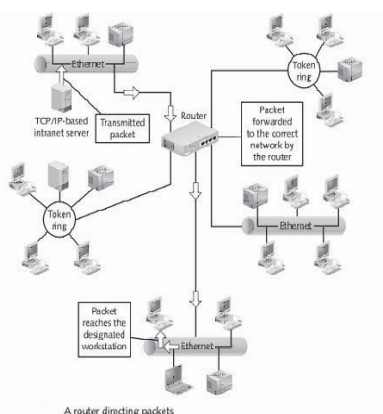 Ethernet
TCP/IP-based
intranet server
Transmitted
packet
Router
Token
ring
Packet
forwarded
to the correct
network by
the router
Token
ring
Ethernet
Packet
reaches the
designated
workstation
Ethernet
A router directing packets